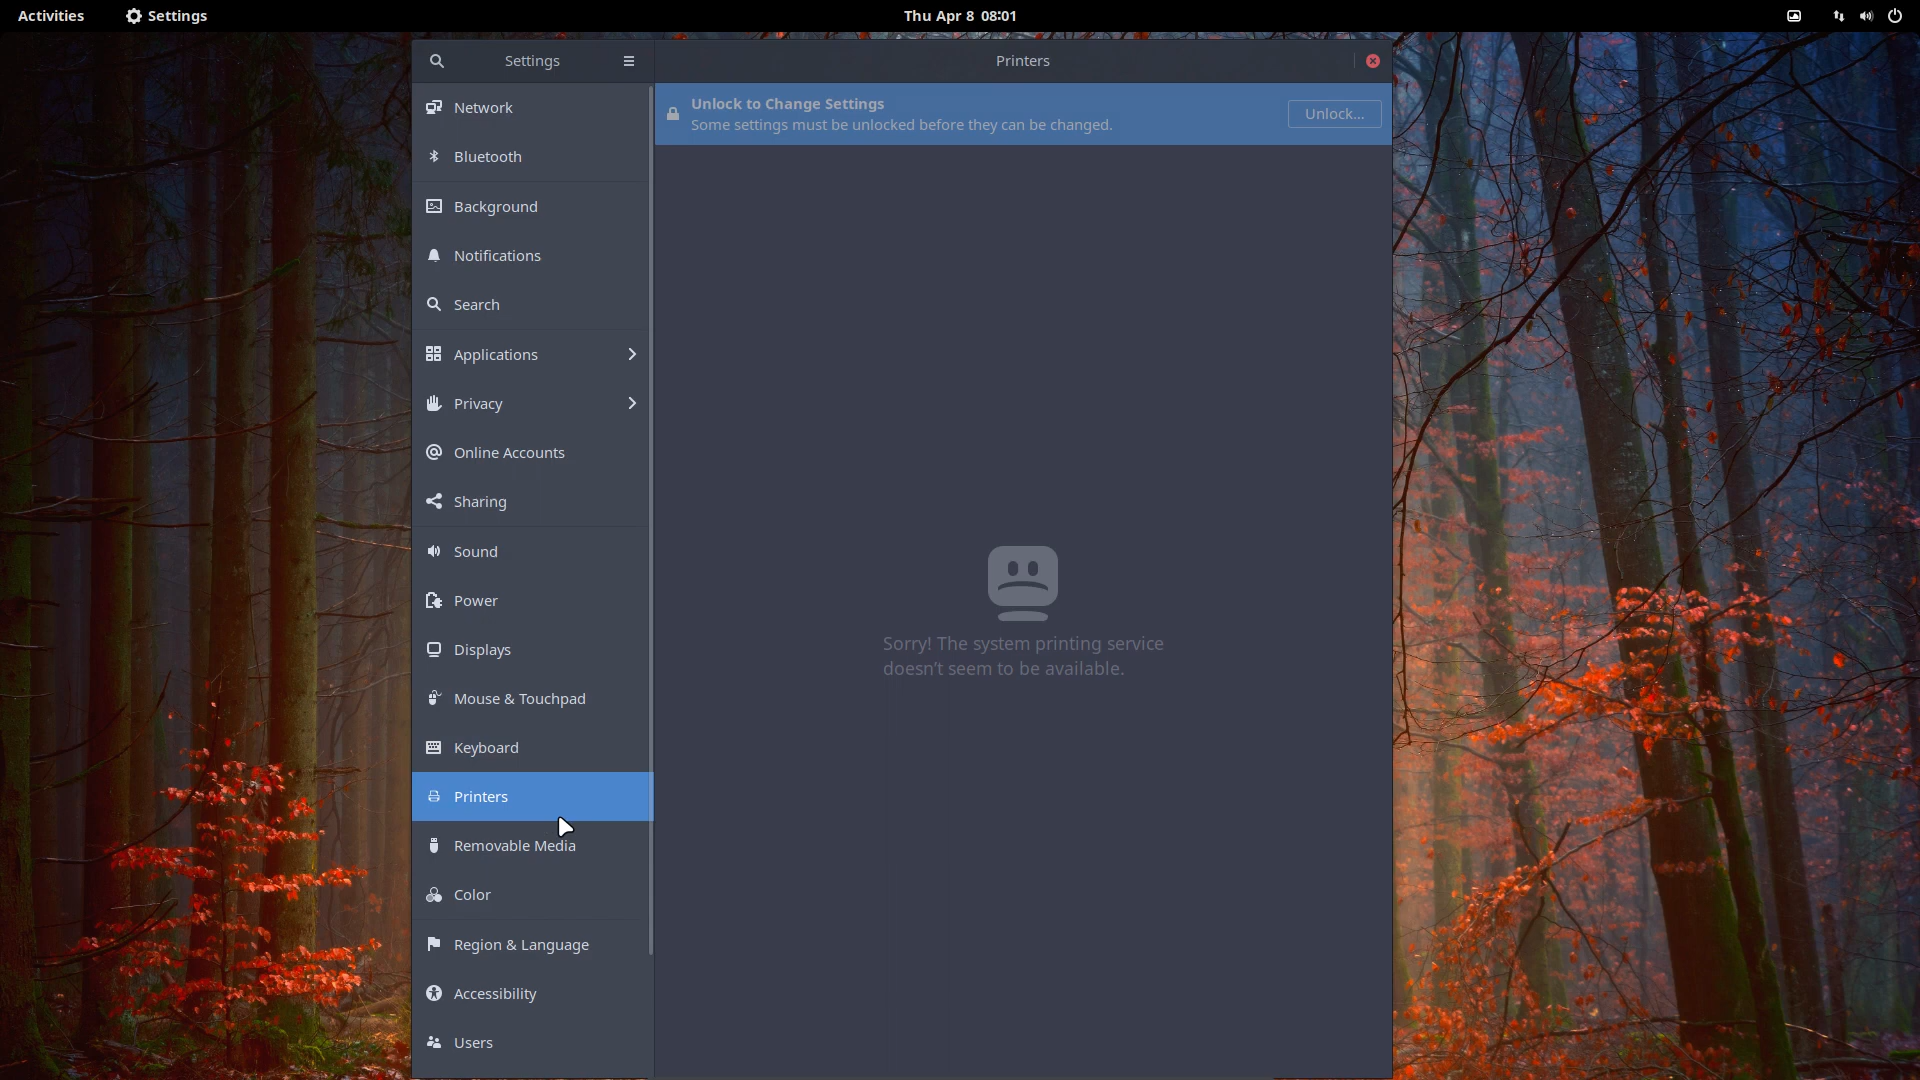 Activities
Settings
Thu Apr 8 08:01
Settings
Printers
Network
Bluetooth
Background
Notifications
Search
Applications
Privacy
Online Accounts
Sharing
Sound
Power
Displays
Mouse & Touchpad
Keyboard
Printers
Removable Media
Color
Region & Language
Accessibility
Users
Unlock to Change Settings
Some settings must be unlocked before they can be changed.
Unlock...
Sorry! The system printing service
doesn't seem to be available.